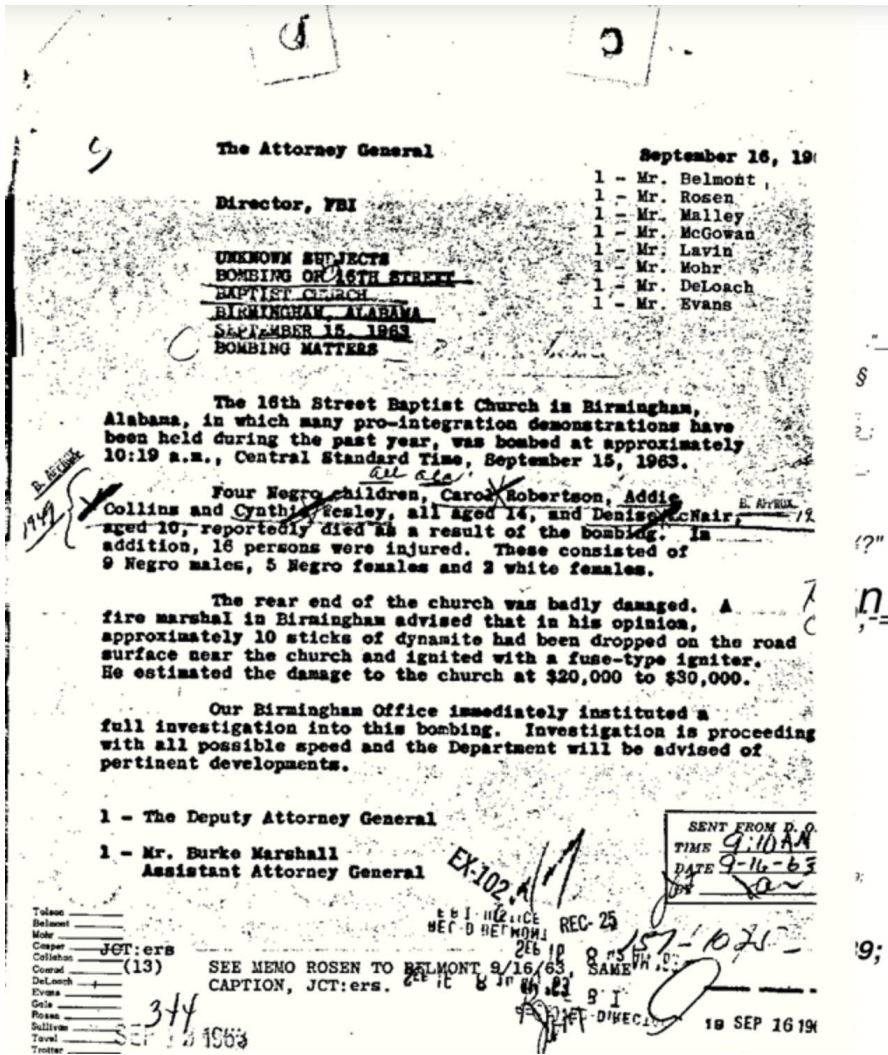 The Attorney General
September 16, 19
1 - Mr. Belmont
1 - Mr. Rosen
1 - Mr. Malley
1 - Mr. McGowan
1 - Mr. Lavin
1 - Mr. Mohr
1 - Mr. DeLoach
1 - Mr. Evans
Director, FBI
UNKNOWN SUBJECTS
BOMBING OF 16TH STREET
BAPTIST CHURCH
BIRMINGHAM, ALABAMA
SEPTEMBER 15, 1963
BOMBING MATTERS
The 16th Street Baptist Church in Birmingham,
Alabama, in which many pro-integration demonstrations have
been held during the past year, was bombed at approximately
10:19 a.m., Central Standard Time, September 15, 1963.
all
Four Negro children, Carol Robertson, Addie
Collins and Cynthia Wesley, all aged 14, and Denise McNair,
aged 10, reportedly died as a result of the bombing. In
addition, 16 persons were injured. These consisted of
9 Negro males, 5 Negro females and 2 white females.
B. APPROX
1949
B. APPROX.
19
The rear end of the church was badly damaged. A
fire marshal in Birmingham advised that in his opinion,
approximately 10 sticks of dynamite had been dropped on the road
surface near the church and ignited with a fuse-type igniter.
He estimated the damage to the church at $20,000 to $30,000.
Our Birmingham Office immediately instituted a
full investigation into this bombing. Investigation is proceeding
with all possible speed and the Department will be advised of
pertinent developments.
1 - The Deputy Attorney General
1 - Mr. Burke Marshall
Assistant Attorney General
SENT FROM D. O.
TIME 9:10 AM
DATE 9-16-63
BY
EX-102
REC-25
157-1025-
Tolson
Belmont
Mohr
Casper
Callahan
Conrad
DeLoach
Evans
Gale
Rosen
Sullivan
Tavel
Trotter
JCT:ers
(13)
SEE MEMO ROSEN TO BELMONT 9/16/63, SAME
CAPTION, JCT:ers.
344
SEP 1963
19 SEP 16 196
§
?"
n
9;